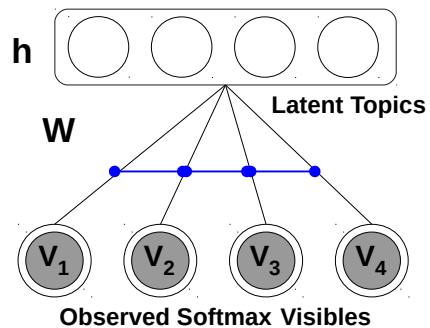 h
Latent Topics
W
V1 V2 V3 V4
Observed Softmax Visibles